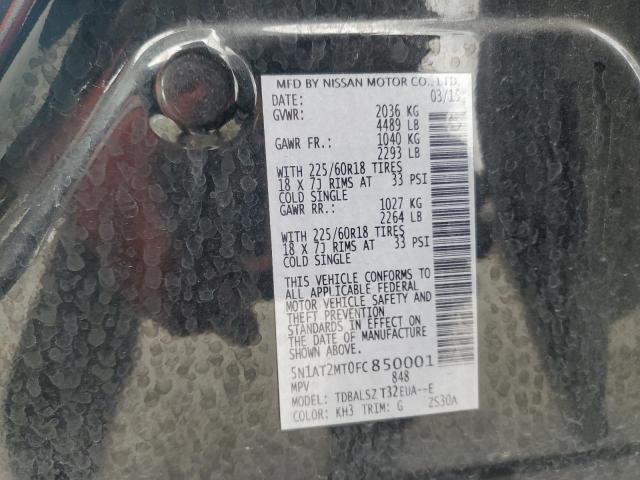 MFD BY NISSAN MOTOR CO., LTD.
DATE: 03/15
GVWR: 2036 KG
4489 LB
GAWR FR.: 1040 KG
2293 LB
WITH 225/60R18 TIRES
18 X 7J RIMS AT 33 PSI
COLD SINGLE
GAWR RR.: 1027 KG
2264 LB
WITH 225/60R18 TIRES
18 X 7J RIMS AT 33 PSI
COLD SINGLE
THIS VEHICLE CONFORMS TO
ALL APPLICABLE FEDERAL
MOTOR VEHICLE SAFETY AND
THEFT PREVENTION
STANDARDS IN EFFECT ON
THE DATE OF MANUFACTURE
SHOWN ABOVE.
5N1AT2MT0FC850001
MPV 848
MODEL: TDBALSZ T32EUA--E
COLOR: KH3 TRIM: G ZS30A